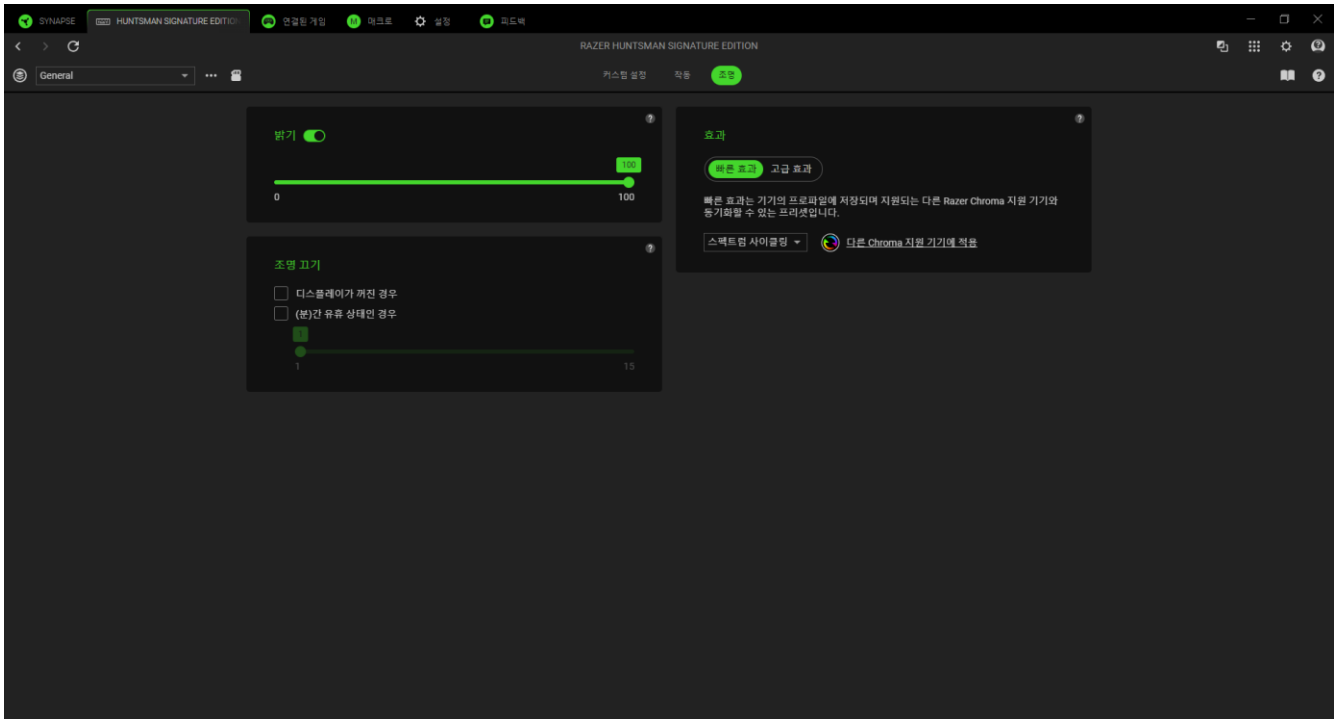 SYNAPSE
HUNTSMAN SIGNATURE EDITION
연결된 게임
M
매크로
설정
피드백
RAZER HUNTSMAN SIGNATURE EDITION
General
커스텀 설정
작동
조명
밝기
100
0
100
조명 끄기
디스플레이가 꺼진 경우
(분)간 유휴 상태인 경우
1
1
15
효과
빠른 효과
고급 효과
빠른 효과는 기기의 프로파일에 저장되며 지원되는 다른 Razer Chroma 지원 기기와
동기화할 수 있는 프리셋입니다.
스펙트럼 사이클링
다른 Chroma 지원 기기에 적용